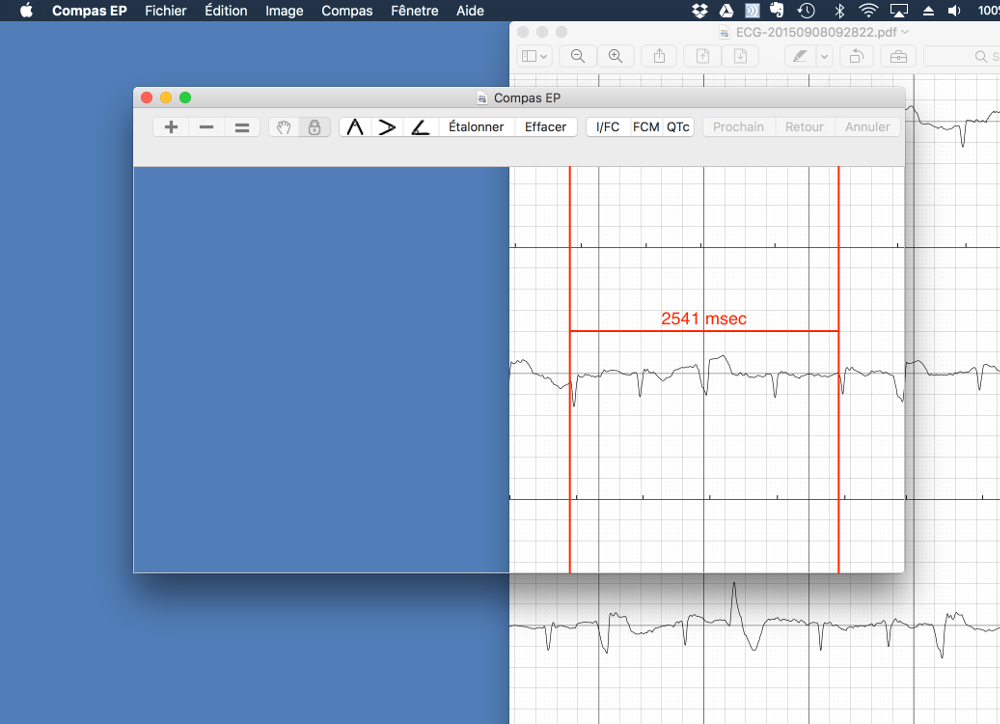 Compas EP Fichier Édition Image Compas Fenêtre Aide 100%
ECG-20150908092822.pdf
Compas EP
Étalonner Effacer I/FC FCM QTc Prochain Retour Annuler
2541 msec